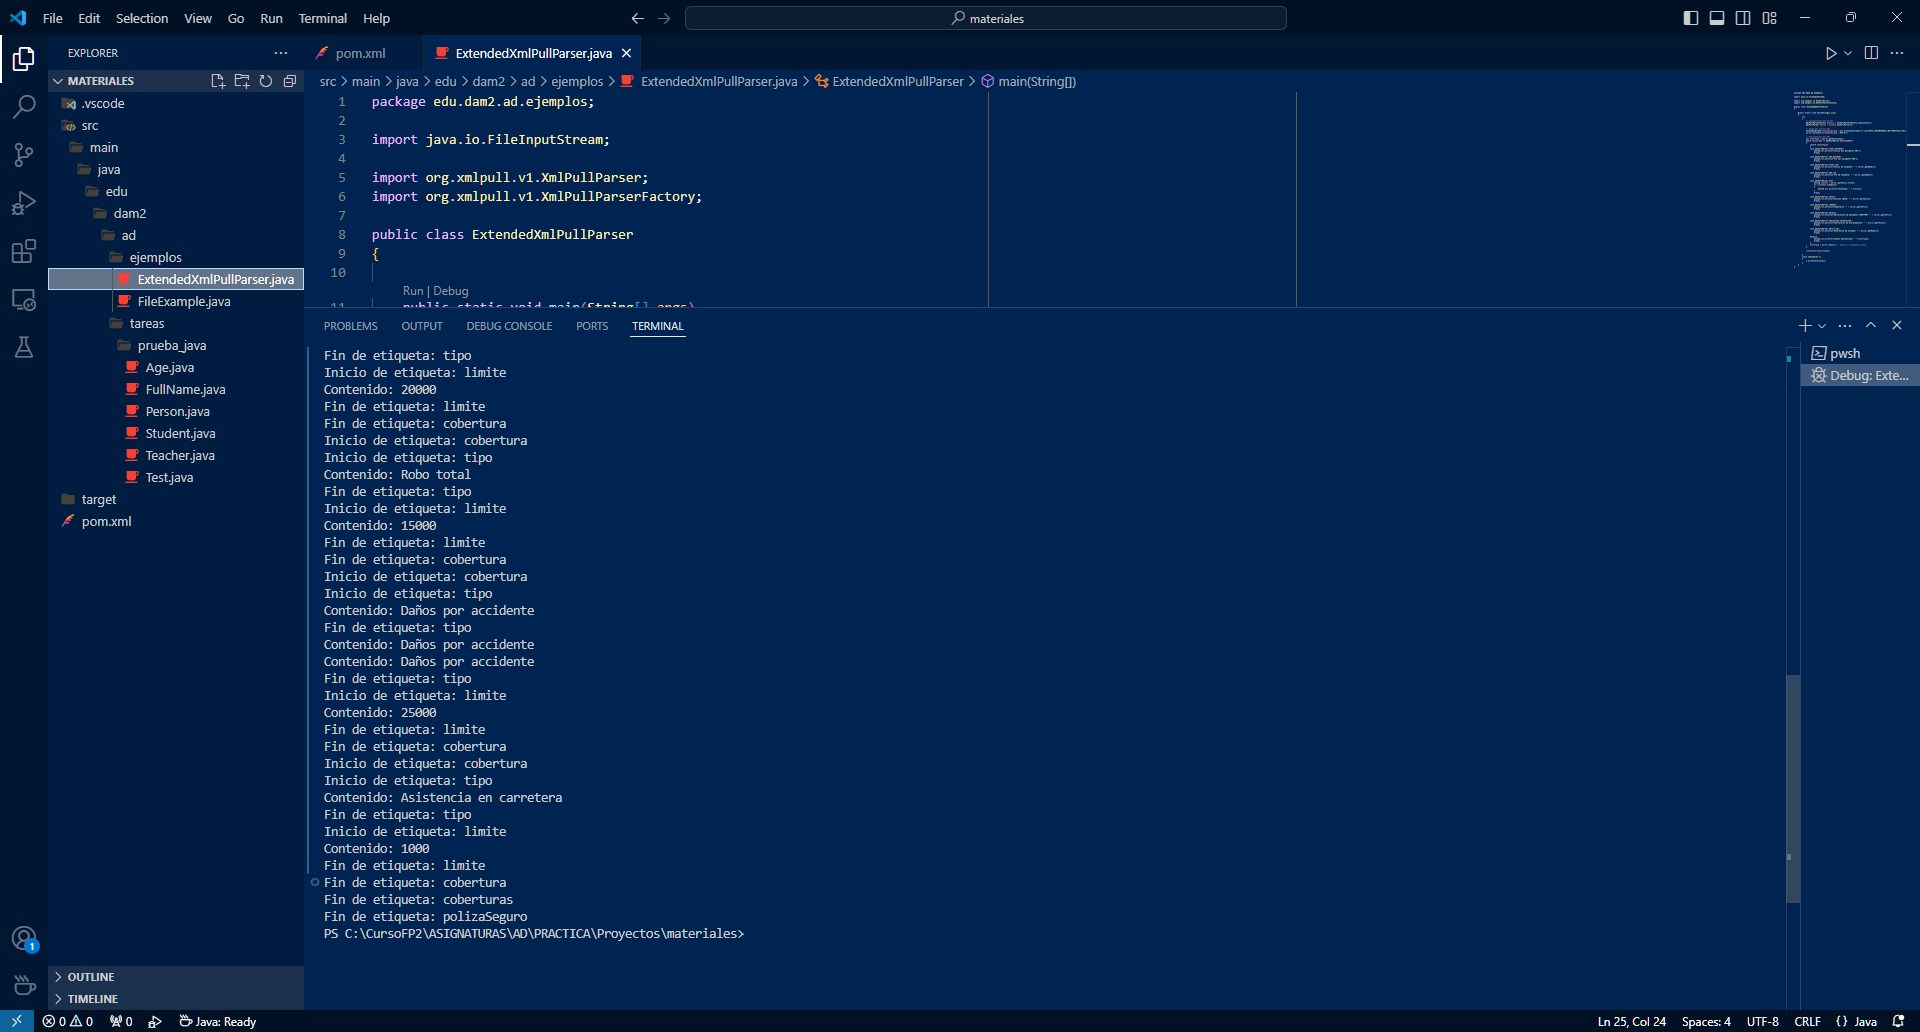 File Edit Selection View Go Run Terminal Help
materiales
EXPLORER
MATERIALES
.vscode
src
main
java
edu
dam2
ad
ejemplos
ExtendedXmlPullParser.java
FileExample.java
tareas
prueba_java
Age.java
FullName.java
Person.java
Student.java
Teacher.java
Test.java
target
pom.xml
OUTLINE
TIMELINE
pom.xml
ExtendedXmlPullParser.java
src > main > java > edu > dam2 > ad > ejemplos > ExtendedXmlPullParser.java > ExtendedXmlPullParser > main(String[])
1 package edu.dam2.ad.ejemplos;
2
3 import java.io.FileInputStream;
4
5 import org.xmlpull.v1.XmlPullParser;
6 import org.xmlpull.v1.XmlPullParserFactory;
7
8 public class ExtendedXmlPullParser
9 {
10
Run | Debug
11 public static void main(String[] args)
PROBLEMS OUTPUT DEBUG CONSOLE PORTS TERMINAL
Fin de etiqueta: tipo
Inicio de etiqueta: limite
Contenido: 20000
Fin de etiqueta: limite
Fin de etiqueta: cobertura
Inicio de etiqueta: cobertura
Inicio de etiqueta: tipo
Contenido: Robo total
Fin de etiqueta: tipo
Inicio de etiqueta: limite
Contenido: 15000
Fin de etiqueta: limite
Fin de etiqueta: cobertura
Inicio de etiqueta: cobertura
Inicio de etiqueta: tipo
Contenido: Daños por accidente
Fin de etiqueta: tipo
Contenido: Daños por accidente
Contenido: Daños por accidente
Fin de etiqueta: tipo
Inicio de etiqueta: limite
Contenido: 25000
Fin de etiqueta: limite
Fin de etiqueta: cobertura
Inicio de etiqueta: cobertura
Inicio de etiqueta: tipo
Contenido: Asistencia en carretera
Fin de etiqueta: tipo
Inicio de etiqueta: limite
Contenido: 1000
Fin de etiqueta: limite
Fin de etiqueta: cobertura
Fin de etiqueta: coberturas
Fin de etiqueta: polizaSeguro
PS C:\CursoFP2\ASIGNATURAS\AD\PRACTICA\Proyectos\materiales>
pwsh
Debug: Exte...
1
0 0 0 Java: Ready
Ln 25, Col 24 Spaces: 4 UTF-8 CRLF {} Java